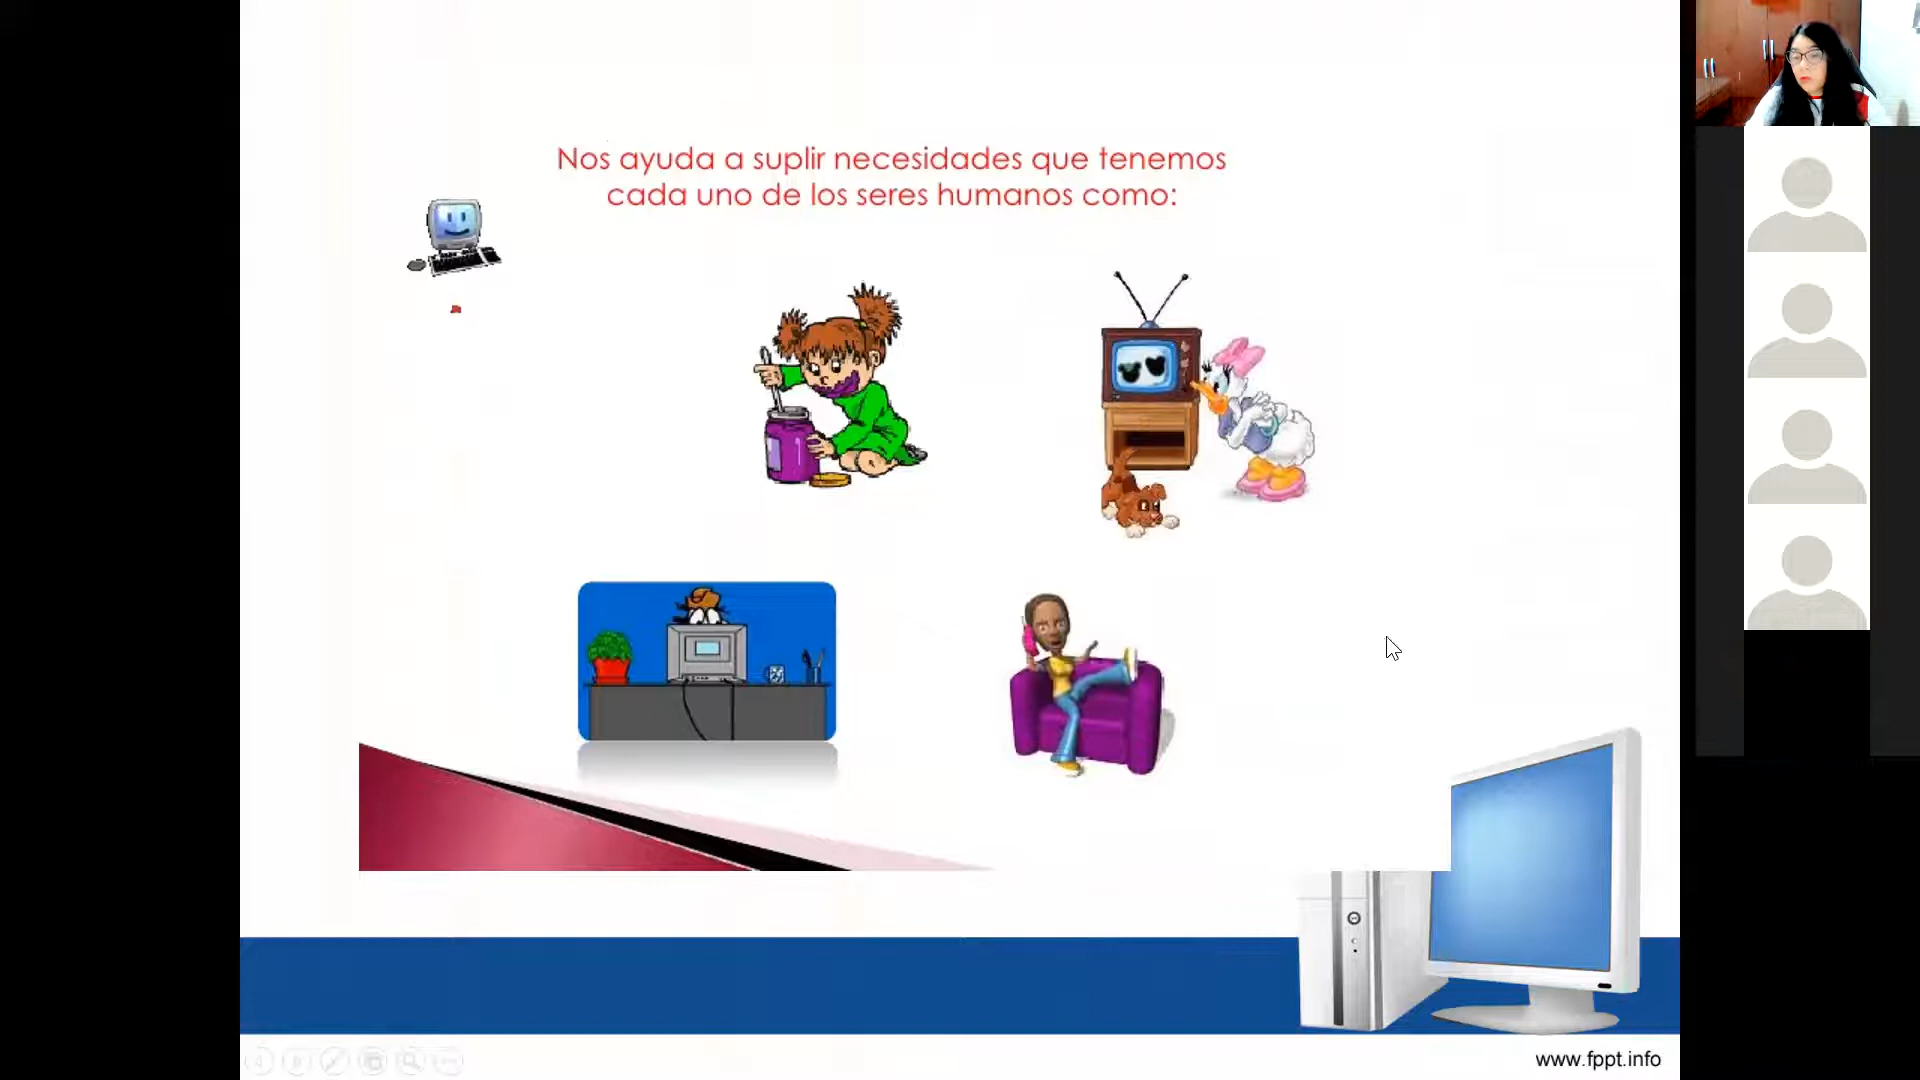 Nos ayuda a suplir necesidades que tenemos
cada uno de los seres humanos como:
www.fppt.info